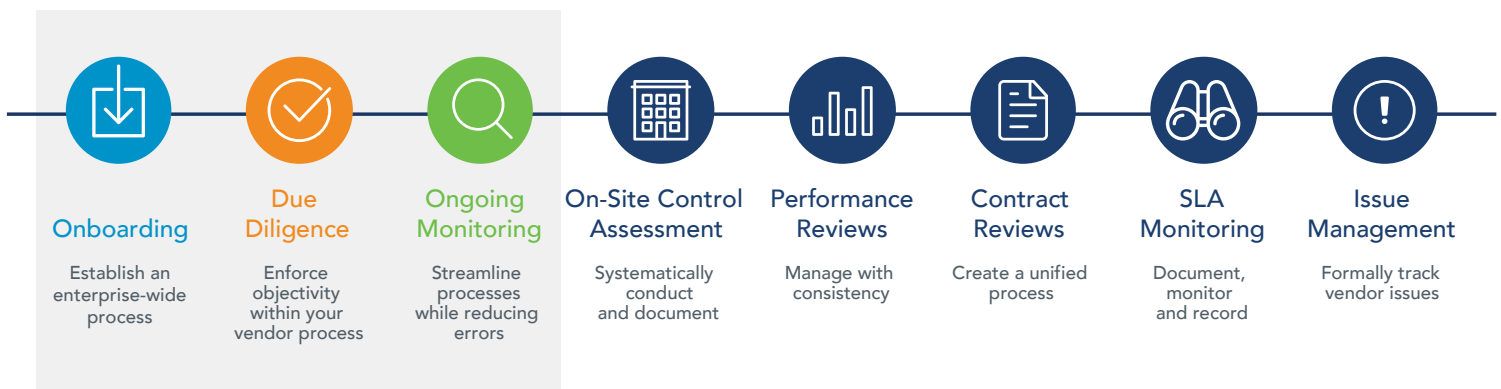 Onboarding
Establish an
enterprise-wide
process
Due
Diligence
Enforce
objectivity
within your
vendor process
Ongoing
Monitoring
Streamline
processes
while reducing
errors
On-Site Control
Assessment
Systematically
conduct
and document
Performance
Reviews
Manage with
consistency
Contract
Reviews
Create a unified
process
SLA
Monitoring
Document,
monitor
and record
Issue
Management
Formally track
vendor issues